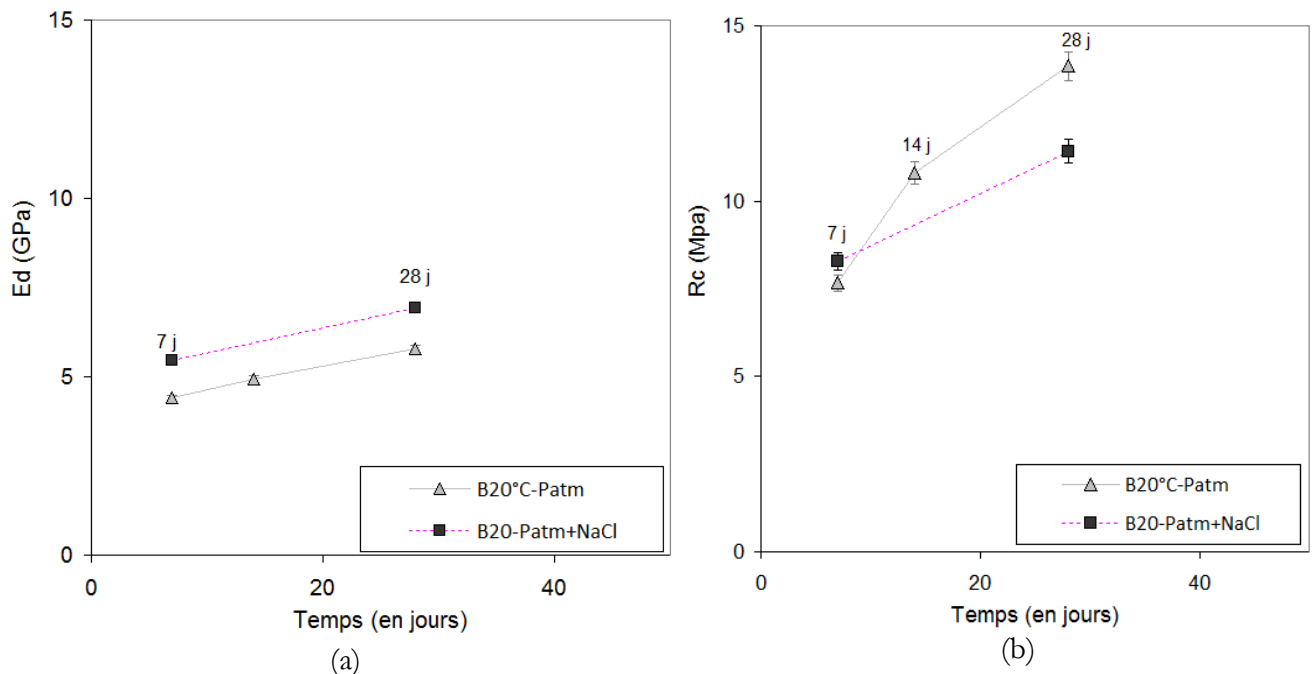 15
10
5
0
Ed (GPa)
7 j
28 j
B20°C-Patm
B20-Patm+NaCl
0
20
40
Temps (en jours)
(a)
15
10
5
0
Rc (Mpa)
7 j
14 j
28 j
B20°C-Patm
B20-Patm+NaCl
0
20
40
Temps (en jours)
(b)